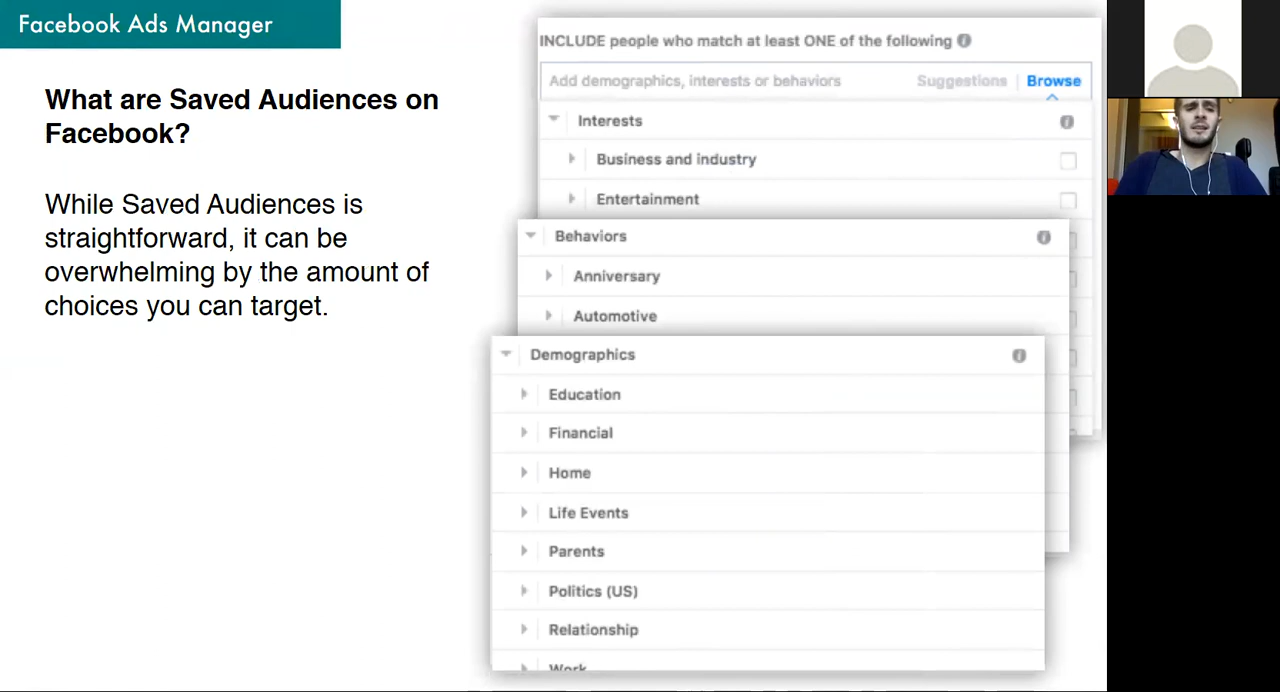 Facebook Ads Manager
What are Saved Audiences on
Facebook?
While Saved Audiences is
straightforward, it can be
overwhelming by the amount of
choices you can target.
INCLUDE people who match at least ONE of the following
Add demographics, interests or behaviors Suggestions | Browse
Interests
Business and industry
Entertainment
Behaviors
Anniversary
Automotive
Demographics
Education
Financial
Home
Life Events
Parents
Politics (US)
Relationship
Work